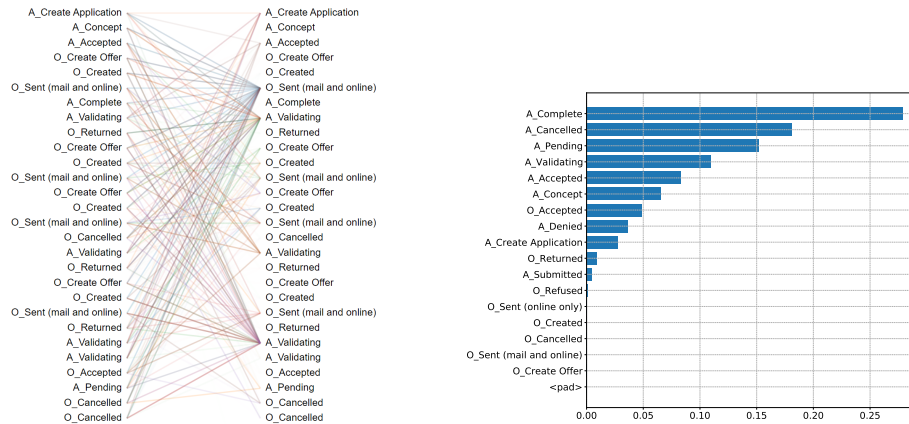 A_Create Application
A_Concept
A_Accepted
O_Create Offer
O_Created
O_Sent (mail and online)
A_Complete
A_Validating
O_Returned
O_Create Offer
O_Created
O_Sent (mail and online)
O_Create Offer
O_Created
O_Sent (mail and online)
O_Cancelled
A_Validating
O_Returned
O_Create Offer
O_Created
O_Sent (mail and online)
O_Returned
A_Validating
A_Validating
O_Accepted
A_Pending
O_Cancelled
O_Cancelled
A_Create Application
A_Concept
A_Accepted
O_Create Offer
O_Created
O_Sent (mail and online)
A_Complete
A_Validating
O_Returned
O_Create Offer
O_Created
O_Sent (mail and online)
O_Create Offer
O_Created
O_Sent (mail and online)
O_Cancelled
A_Validating
O_Returned
O_Create Offer
O_Created
O_Sent (mail and online)
O_Returned
A_Validating
A_Validating
O_Accepted
A_Pending
O_Cancelled
O_Cancelled
A_Complete
A_Cancelled
A_Pending
A_Validating
A_Accepted
A_Concept
O_Accepted
A_Denied
A_Create Application
O_Returned
A_Submitted
O_Refused
O_Sent (online only)
O_Created
O_Cancelled
O_Sent (mail and online)
O_Create Offer
<pad>
0.00 0.05 0.10 0.15 0.20 0.25